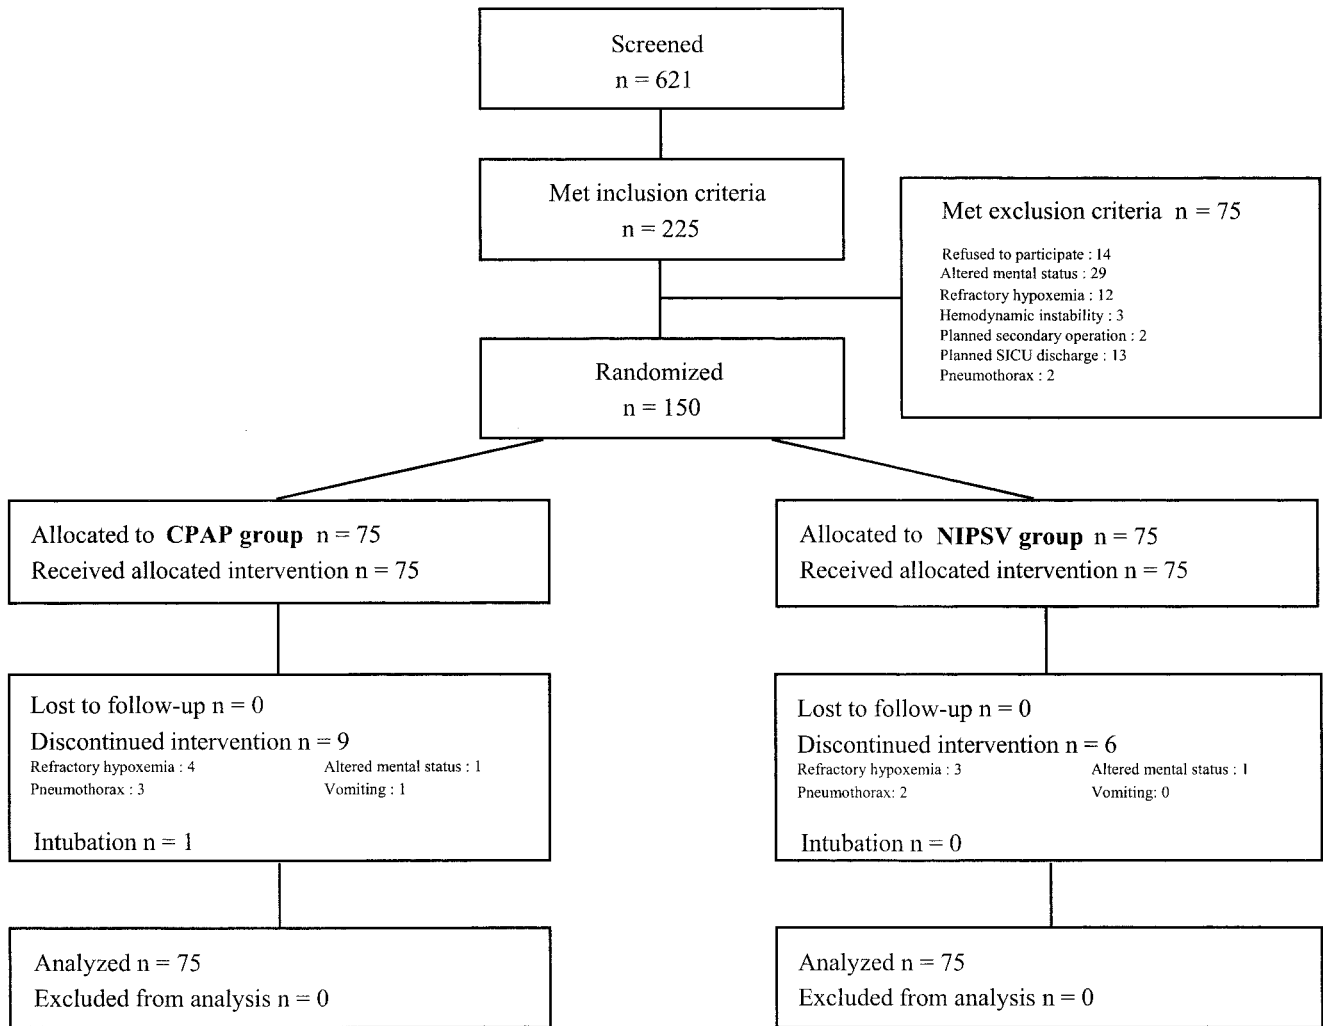 Screened
n = 621
Met inclusion criteria
n = 225
Met exclusion criteria n = 75
Refused to participate : 14
Altered mental status : 29
Refractory hypoxemia : 12
Hemodynamic instability : 3
Planned secondary operation : 2
Planned SICU discharge : 13
Pneumothorax : 2
Randomized
n = 150
Allocated to CPAP group n = 75
Received allocated intervention n = 75
Allocated to NIPSV group n = 75
Received allocated intervention n = 75
Lost to follow-up n = 0
Discontinued intervention n = 9
Refractory hypoxemia : 4 Altered mental status : 1
Pneumothorax : 3 Vomiting : 1
Intubation n = 1
Lost to follow-up n = 0
Discontinued intervention n = 6
Refractory hypoxemia : 3 Altered mental status : 1
Pneumothorax: 2 Vomiting: 0
Intubation n = 0
Analyzed n = 75
Excluded from analysis n = 0
Analyzed n = 75
Excluded from analysis n = 0